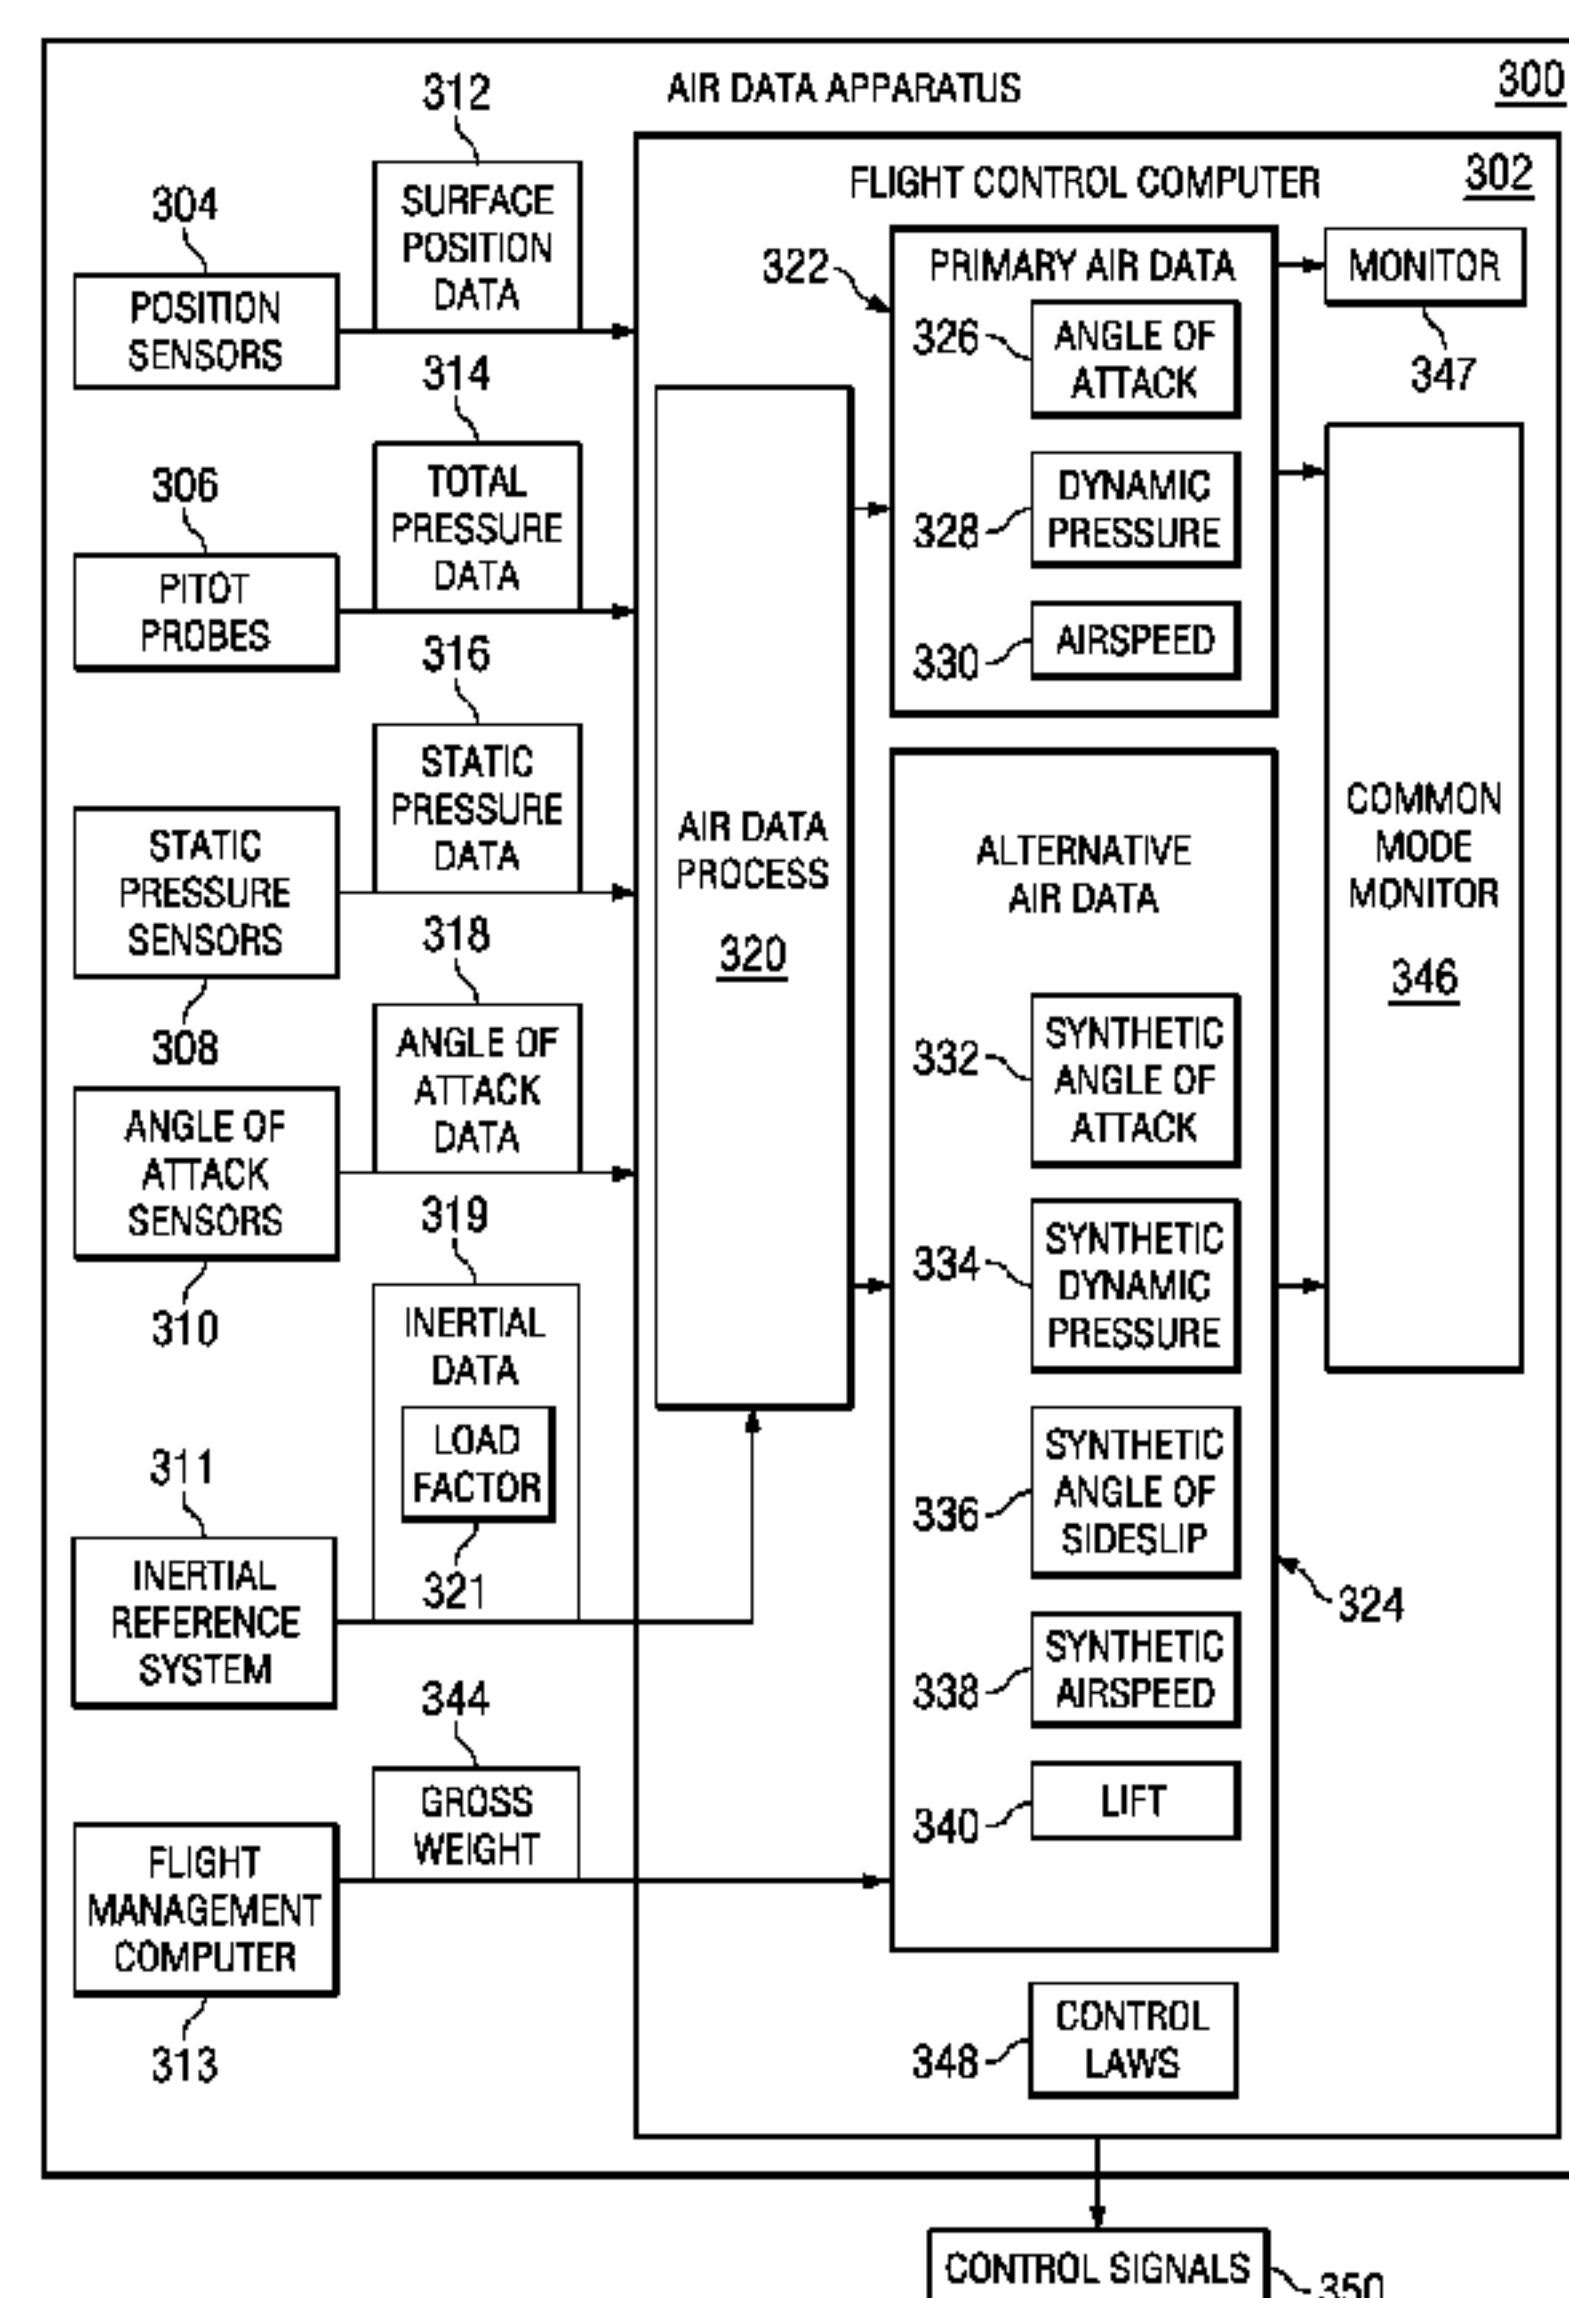 AIR DATA APPARATUS
300
312
SURFACE
POSITION
DATA
304
POSITION
SENSORS
314
TOTAL
PRESSURE
DATA
306
PITOT
PROBES
316
STATIC
PRESSURE
DATA
STATIC
PRESSURE
SENSORS
308
318
ANGLE OF
ATTACK
DATA
ANGLE OF
ATTACK
SENSORS
310
319
INERTIAL
DATA
LOAD
FACTOR
321
311
INERTIAL
REFERENCE
SYSTEM
344
GROSS
WEIGHT
FLIGHT
MANAGEMENT
COMPUTER
313
FLIGHT CONTROL COMPUTER
302
AIR DATA
PROCESS
320
322
PRIMARY AIR DATA
326
ANGLE OF
ATTACK
328
DYNAMIC
PRESSURE
330
AIRSPEED
MONITOR
347
ALTERNATIVE
AIR DATA
332
SYNTHETIC
ANGLE OF
ATTACK
334
SYNTHETIC
DYNAMIC
PRESSURE
336
SYNTHETIC
ANGLE OF
SIDESLIP
338
SYNTHETIC
AIRSPEED
340
LIFT
324
COMMON
MODE
MONITOR
346
348
CONTROL
LAWS
CONTROL SIGNALS
350